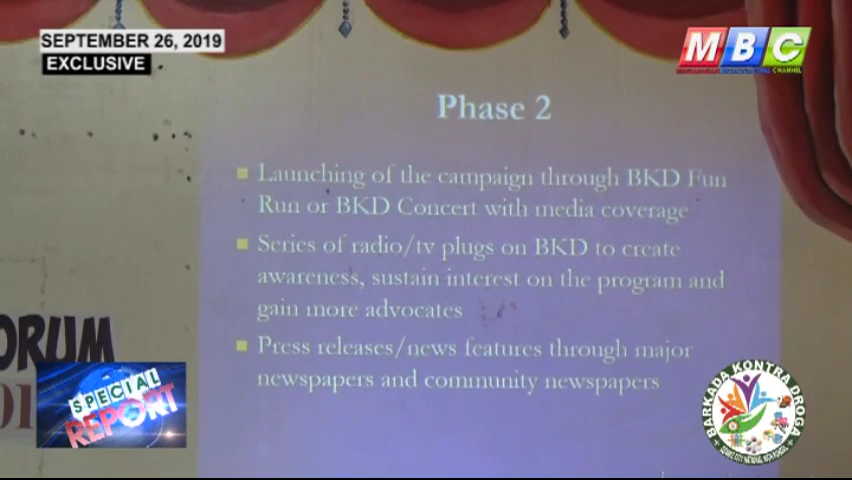 SEPTEMBER 26, 2019
EXCLUSIVE
MBC
CHANNEL
Phase 2
Launching of the campaign through BKD Fun
Run or BKD Concert with media coverage
Series of radio/tv plugs on BKD to create
awareness, sustain interest on the program and
gain more advocates
Press releases/news features through major
newspapers and community newspapers
ORUM
01
SPECIAL
REPORT
BARKADA KONTRA DROGA